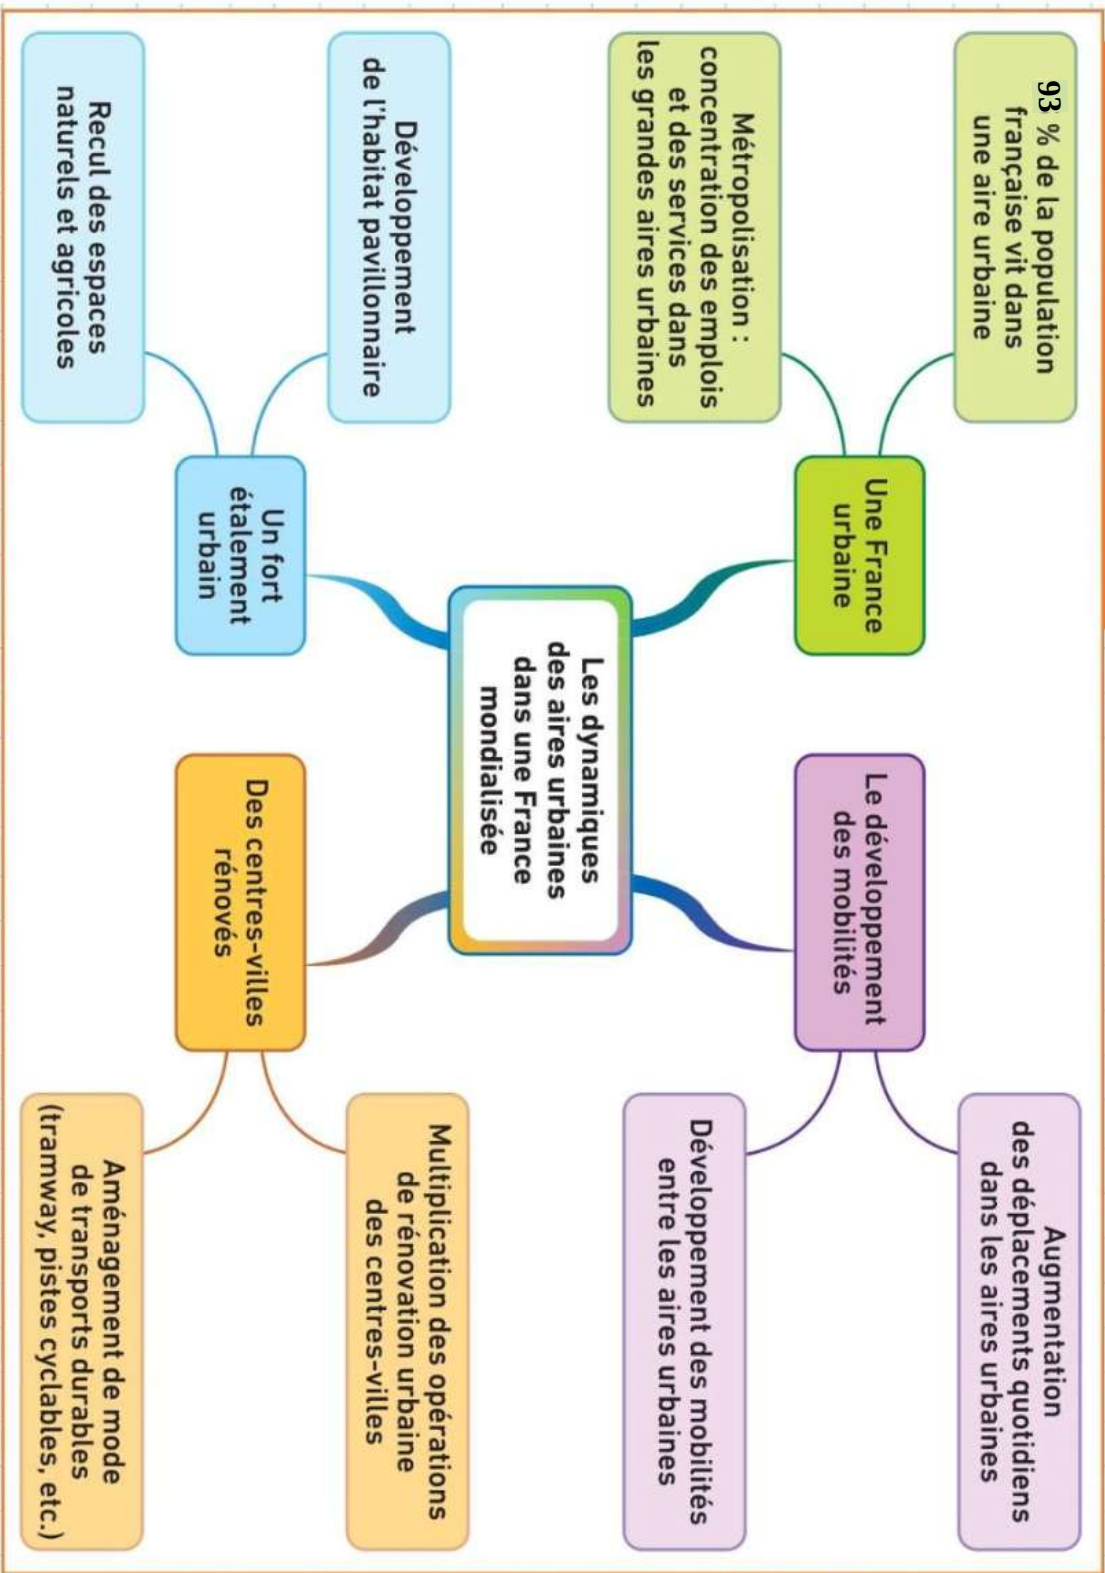 93 % de la population
française vit dans
une aire urbaine
Métropolisation :
concentration des emplois
et des services dans
les grandes aires urbaines
Une France
urbaine
Le développement
des mobilités
Augmentation
des déplacements quotidiens
dans les aires urbaines
Développement des mobilités
entre les aires urbaines
Les dynamiques
des aires urbaines
dans une France
mondialisée
Développement
de l'habitat pavillonnaire
Recul des espaces
naturels et agricoles
Un fort
étalement
urbain
Des centres-villes
rénovés
Multiplication des opérations
de rénovation urbaine
des centres-villes
Aménagement de mode
de transports durables
(tramway, pistes cyclables, etc.)